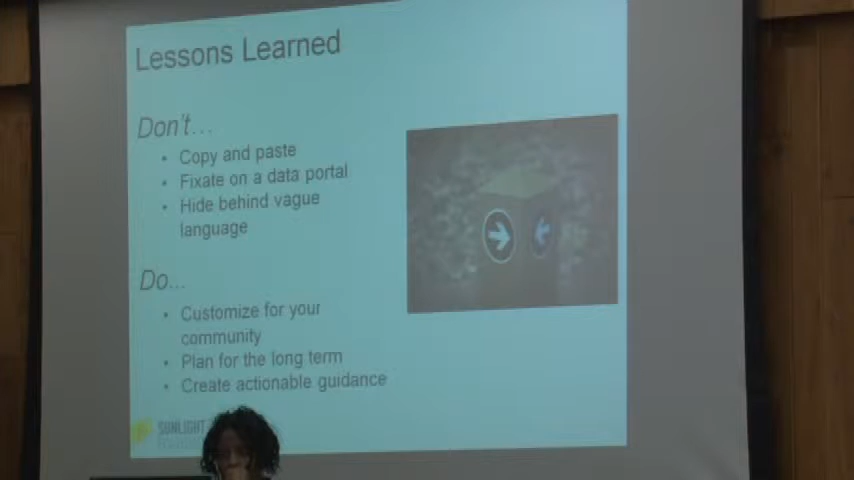 Lessons Learned
Don't...
• Copy and paste
• Fixate on a data portal
• Hide behind vague
language
Do...
• Customize for your
community
• Plan for the long term
• Create actionable guidance
SUNLIGHT